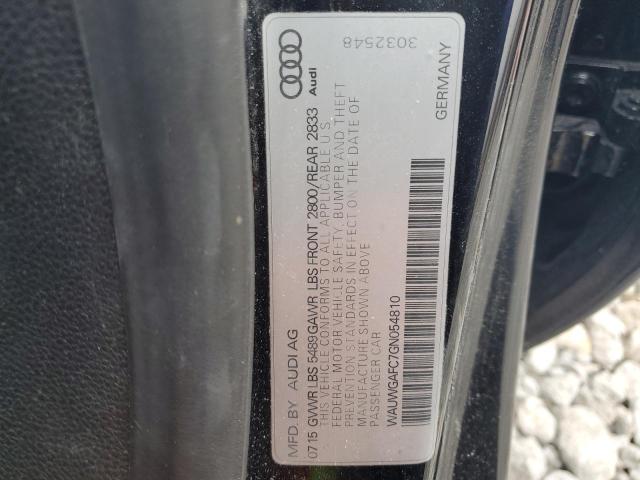 3032548
Audi
GERMANY
MFD. BY AUDI AG
0715 GVWR LBS 5489 GAWR LBS FRONT 2800/REAR 2833
THIS VEHICLE CONFORMS TO ALL APPLICABLE U.S.
FEDERAL MOTOR VEHICLE SAFETY, BUMPER AND THEFT
PREVENTION STANDARDS IN EFFECT ON THE DATE OF
MANUFACTURE SHOWN ABOVE
PASSENGER CAR
WAUWGAFC7GN054810